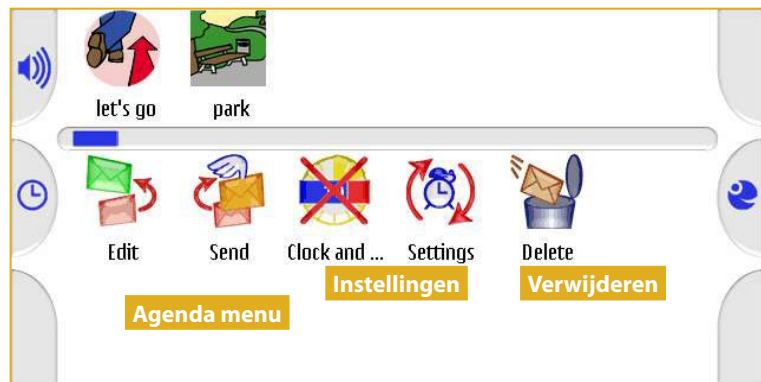 let's go park
Edit Send Clock and ... Settings Delete
Instellingen Verwijderen
Agenda menu